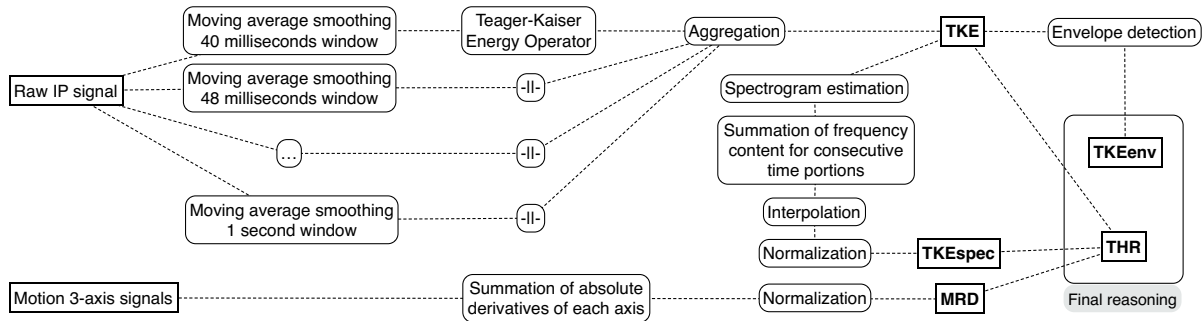 Moving average smoothing
40 milliseconds window
Teager-Kaiser
Energy Operator
Aggregation
TKE
Envelope detection
Raw IP signal
Moving average smoothing
48 milliseconds window
-II-
Spectrogram estimation
...
-II-
Summation of frequency
content for consecutive
time portions
TKEenv
Moving average smoothing
1 second window
-II-
Interpolation
Normalization
TKEspec
THR
Motion 3-axis signals
Summation of absolute
derivatives of each axis
Normalization
MRD
Final reasoning